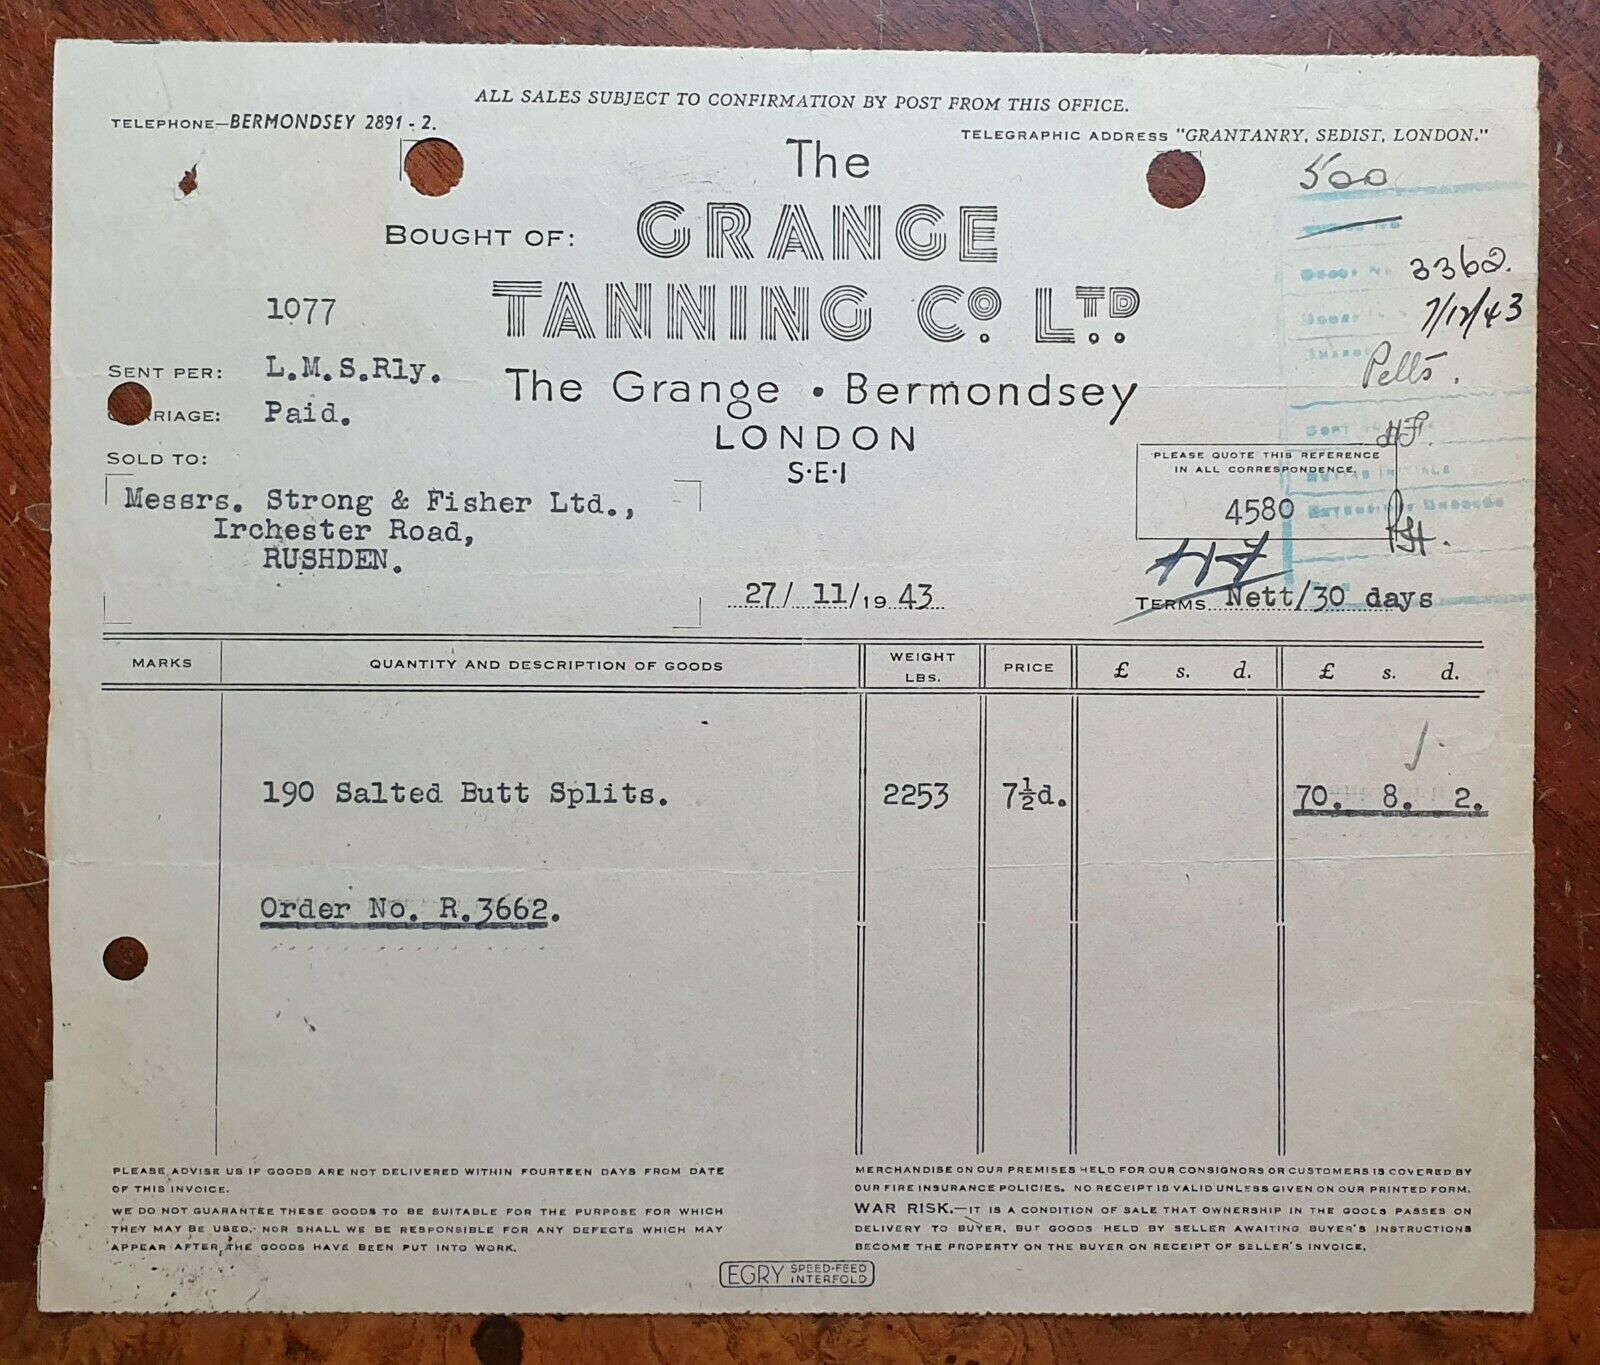 ALL SALES SUBJECT TO CONFIRMATION BY POST FROM THIS OFFICE.
TELEPHONE—BERMONDSEY 2891-2.
TELEGRAPHIC ADDRESS "GRANTANRY, SEDIST, LONDON."
500
BOUGHT OF:
The
GRANGE
TANNING CO. LTD.
The Grange • Bermondsey
LONDON
S·E·1
3362.
7/12/43
Pelts.
HF.
1077
SENT PER: L.M.S.Rly.
CARRIAGE: Paid.
SOLD TO:
Messrs. Strong & Fisher Ltd.,
Irchester Road,
RUSHDEN.
PLEASE QUOTE THIS REFERENCE
IN ALL CORRESPONDENCE.
4580
27/ 11/19 43
TERMS Nett/30 days
MARKS QUANTITY AND DESCRIPTION OF GOODS WEIGHT LBS. PRICE £ s. d. £ s. d.
190 Salted Butt Splits. 2253 7½d. 70. 8. 2.
Order No. R.3662.
PLEASE ADVISE US IF GOODS ARE NOT DELIVERED WITHIN FOURTEEN DAYS FROM DATE
OF THIS INVOICE.
WE DO NOT GUARANTEE THESE GOODS TO BE SUITABLE FOR THE PURPOSE FOR WHICH
THEY MAY BE USED, NOR SHALL WE BE RESPONSIBLE FOR ANY DEFECTS WHICH MAY
APPEAR AFTER THE GOODS HAVE BEEN PUT INTO WORK.
MERCHANDISE ON OUR PREMISES HELD FOR OUR CONSIGNORS OR CUSTOMERS IS COVERED BY
OUR FIRE INSURANCE POLICIES. NO RECEIPT IS VALID UNLESS GIVEN ON OUR PRINTED FORM.
WAR RISK.—IT IS A CONDITION OF SALE THAT OWNERSHIP IN THE GOODS PASSES ON
DELIVERY TO BUYER, BUT GOODS HELD BY SELLER AWAITING BUYER'S INSTRUCTIONS
BECOME THE PROPERTY ON THE BUYER ON RECEIPT OF SELLER'S INVOICE.
EGRY SPEED-FEED INTERFOLD